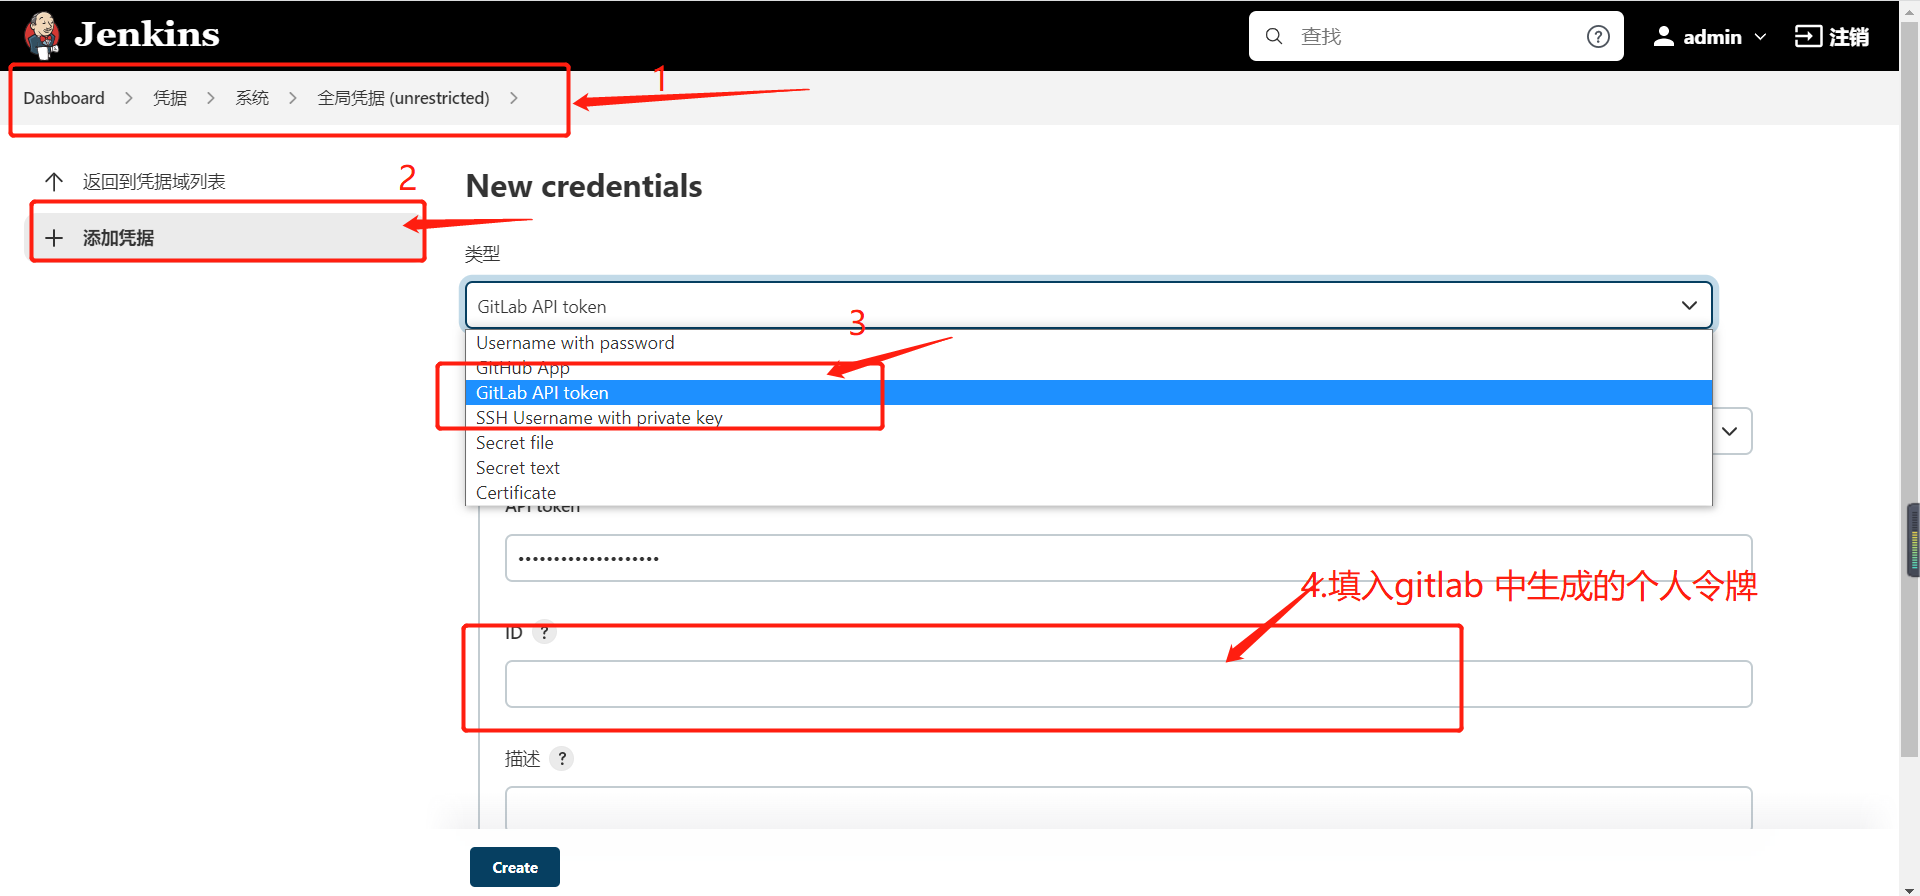 Jenkins
查找
admin
注销
Dashboard
凭据
系统
全局凭据 (unrestricted)
1
返回到凭据域列表
2
添加凭据
New credentials
类型
GitLab API token
3
Username with password
GitHub App
GitLab API token
SSH Username with private key
Secret file
Secret text
Certificate
API token
••••••••••••••••••••
4.填入gitlab 中生成的个人令牌
ID ?
描述 ?
Create